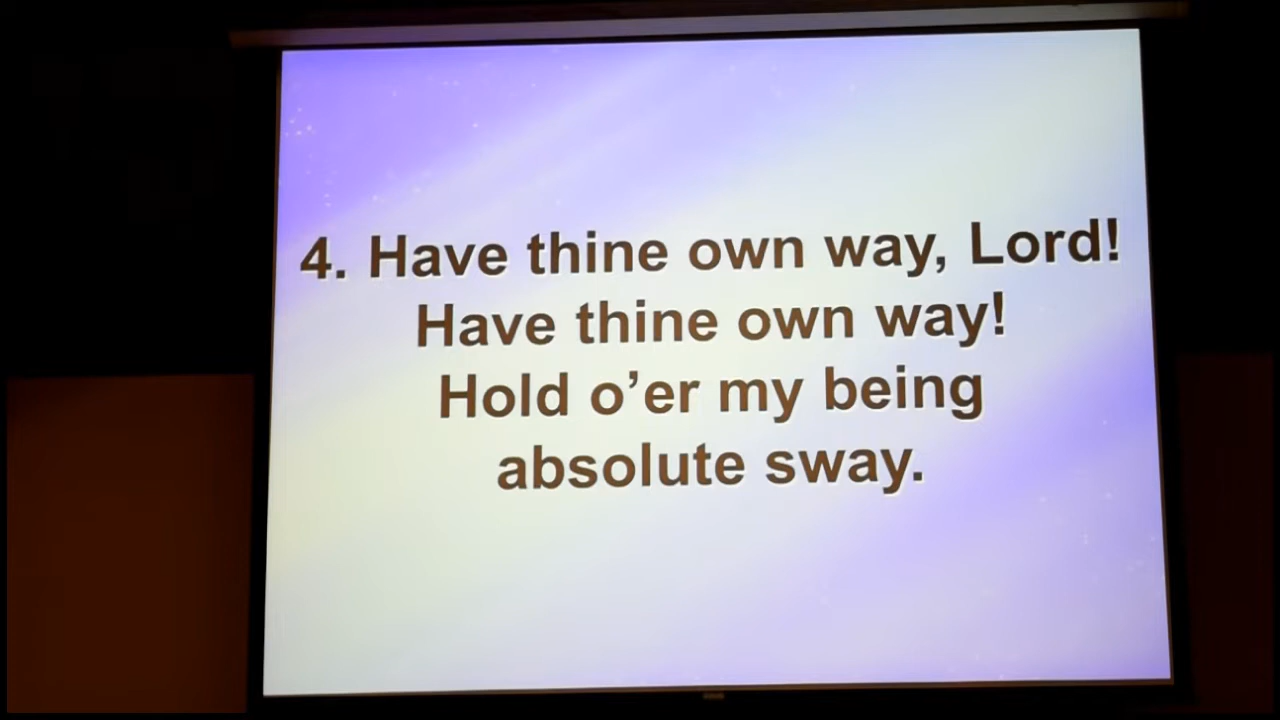 4. Have thine own way, Lord!
Have thine own way!
Hold o’er my being
absolute sway.